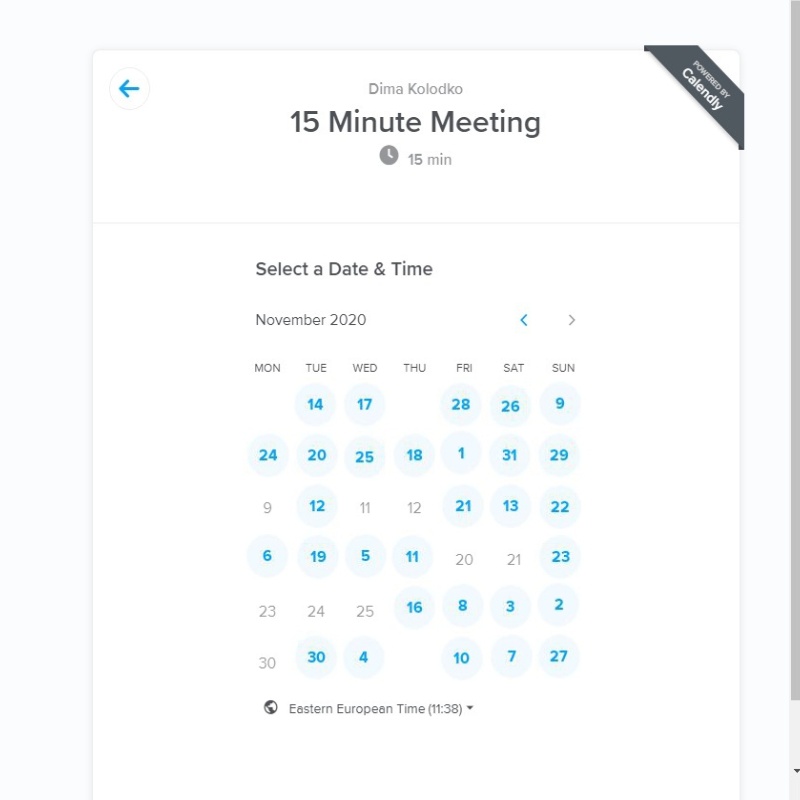 Dima Kolodko
POWERED BY
Calendly
15 Minute Meeting
15 min
Select a Date & Time
November 2020
MON TUE WED THU FRI SAT SUN
14 17 28 26 9
24 20 25 18 1 31 29
9 12 11 12 21 13 22
6 19 5 11 20 21 23
23 24 25 16 8 3 2
30 30 4 10 7 27
Eastern European Time (11:38)